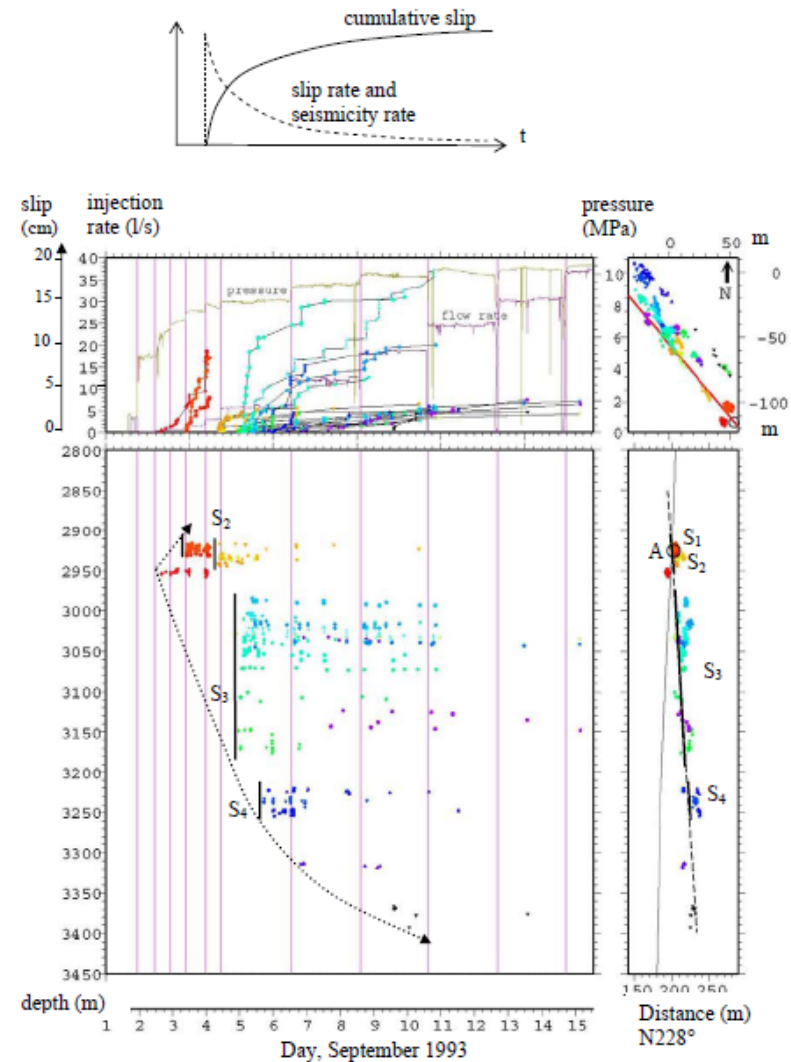 cumulative slip
slip rate and
seismicity rate
t
slip
(cm)
injection
rate (l/s)
pressure
(MPa)
0 50 m
20
15
10
5
0
40
35
30
25
20
15
10
5
0
pressure
flow rate
10
8
6
4
2
0
N
0
−50
−100
m
2800
2850
2900
2950
3000
3050
3100
3150
3200
3250
3300
3350
3400
3450
S2
S3
S4
A
S1
S2
S3
S4
150 200 250
depth (m)
1 2 3 4 5 6 7 8 9 10 11 12 13 14 15
Day, September 1993
Distance (m)
N228°